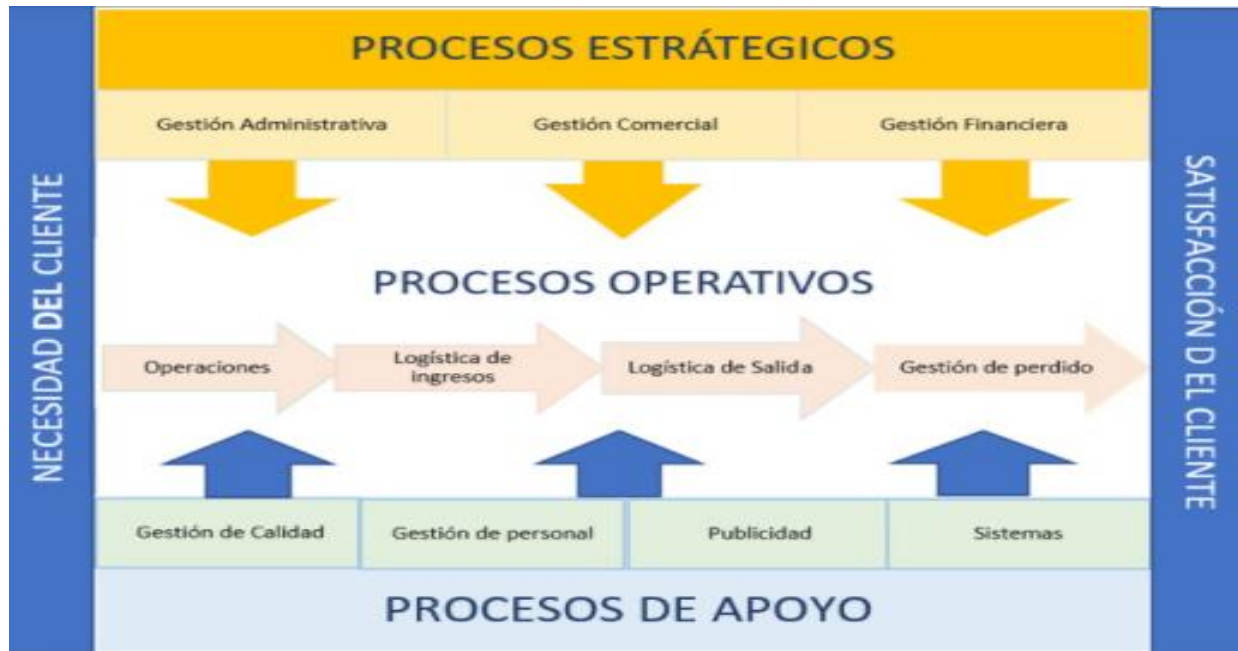 PROCESOS ESTRÁTEGICOS
Gestión Administrativa
Gestión Comercial
Gestión Financiera
NECESIDAD DEL CLIENTE
SATISFACCIÓN D EL CLIENTE
PROCESOS OPERATIVOS
Operaciones
Logística de
ingresos
Logística de Salida
Gestión de perdido
Gestión de Calidad
Gestión de personal
Publicidad
Sistemas
PROCESOS DE APOYO